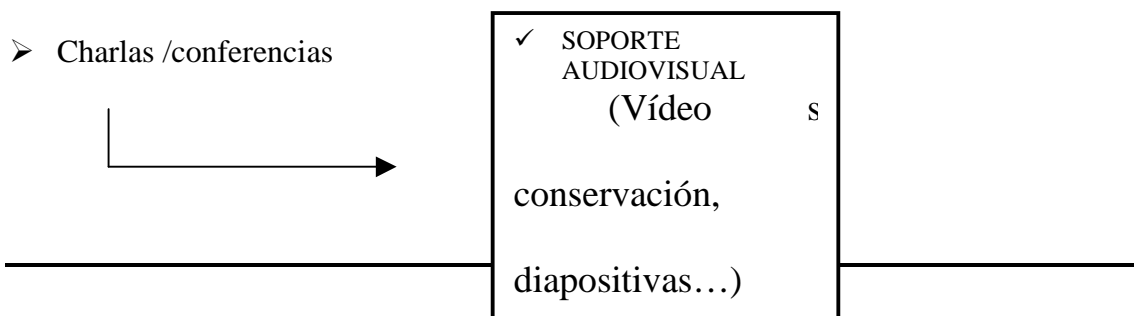 ➢ Charlas /conferencias
✓ SOPORTE
AUDIOVISUAL
(Vídeo s
conservación,
diapositivas…)